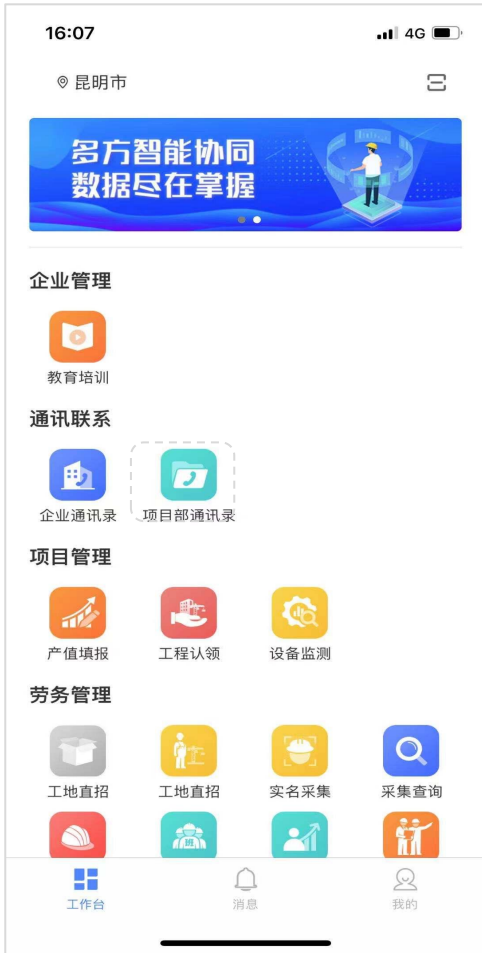 16:07
4G
昆明市
多方智能协同
数据尽在掌握
企业管理
教育培训
通讯联系
企业通讯录 项目部通讯录
项目管理
产值填报 工程认领 设备监测
劳务管理
工地直招 工地直招 实名采集 采集查询
班
工作台 消息 我的